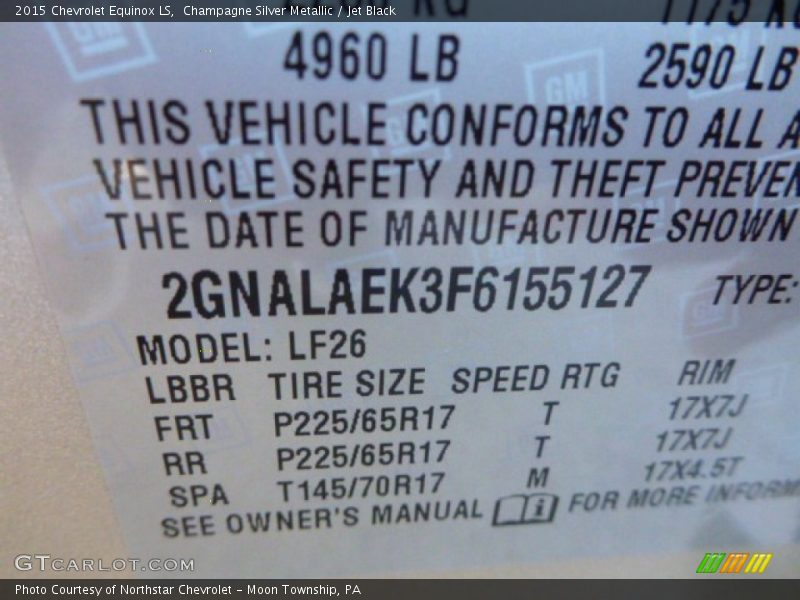 2015 Chevrolet Equinox LS, Champagne Silver Metallic / Jet Black
4960 LB 2590 LB
THIS VEHICLE CONFORMS TO ALL
VEHICLE SAFETY AND THEFT PREVEN
THE DATE OF MANUFACTURE SHOWN
2GNALAEK3F6155127 TYPE:
MODEL: LF26
LBBR TIRE SIZE SPEED RTG RIM
FRT P225/65R17 T 17X7J
RR P225/65R17 T 17X7J
SPA T145/70R17 M 17X4.5T
SEE OWNER'S MANUAL FOR MORE INFORM
GTCARLOT.COM
Photo Courtesy of Northstar Chevrolet - Moon Township, PA